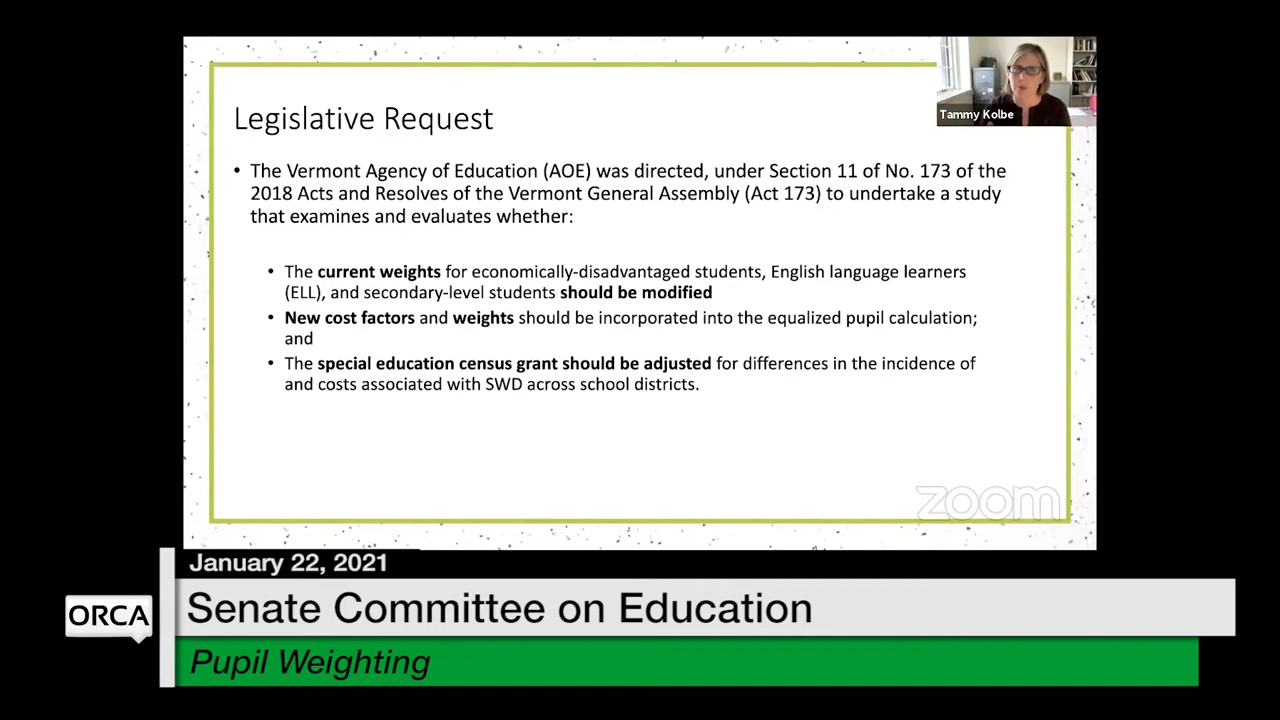 Legislative Request
Tammy Kolbe
• The Vermont Agency of Education (AOE) was directed, under Section 11 of No. 173 of the
2018 Acts and Resolves of the Vermont General Assembly (Act 173) to undertake a study
that examines and evaluates whether:
• The current weights for economically-disadvantaged students, English language learners
(ELL), and secondary-level students should be modified
• New cost factors and weights should be incorporated into the equalized pupil calculation;
and
• The special education census grant should be adjusted for differences in the incidence of
and costs associated with SWD across school districts.
zoom
January 22, 2021
ORCA
Senate Committee on Education
Pupil Weighting